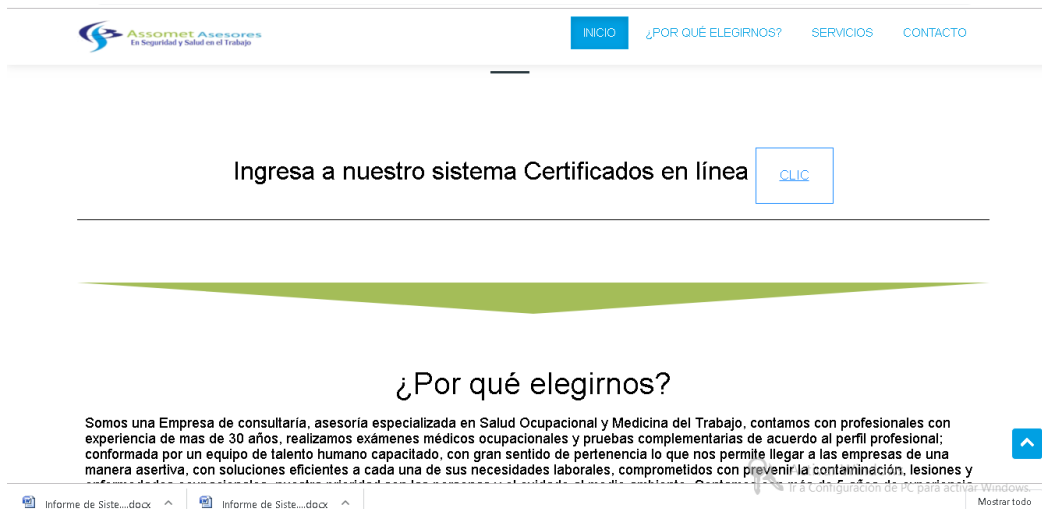 Assomet Asesores
En Seguridad y Salud en el Trabajo
INICIO ¿POR QUÉ ELEGIRNOS? SERVICIOS CONTACTO
Ingresa a nuestro sistema Certificados en línea CLIC
¿Por qué elegirnos?
Somos una Empresa de consultaría, asesoría especializada en Salud Ocupacional y Medicina del Trabajo, contamos con profesionales con
experiencia de mas de 30 años, realizamos exámenes médicos ocupacionales y pruebas complementarias de acuerdo al perfil profesional;
conformada por un equipo de talento humano capacitado, con gran sentido de pertenencia lo que nos permite llegar a las empresas de una
manera asertiva, con soluciones eficientes a cada una de sus necesidades laborales, comprometidos con prevenir la contaminación, lesiones y
Ir a Configuración de PC para activar Windows.
Informe de Siste....docx Informe de Siste....docx Mostrar todo